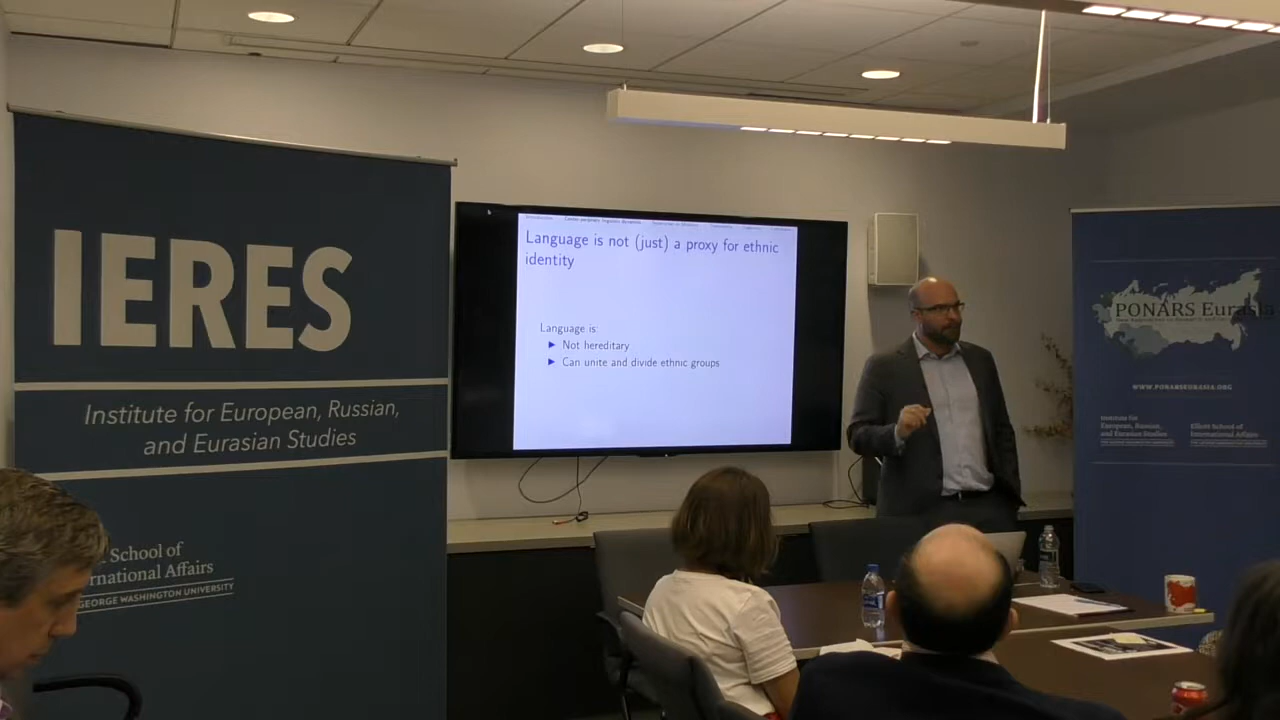 IERES
Institute for European, Russian,
and Eurasian Studies
School of
International Affairs
GEORGE WASHINGTON UNIVERSITY
Language is not (just) a proxy for ethnic
identity
Language is:
Not hereditary
Can unite and divide ethnic groups
PONARS Eurasia
WWW.PONARSEURASIA.ORG
Institute for
European, Russian,
and Eurasian Studies
Elliott School of
International Affairs